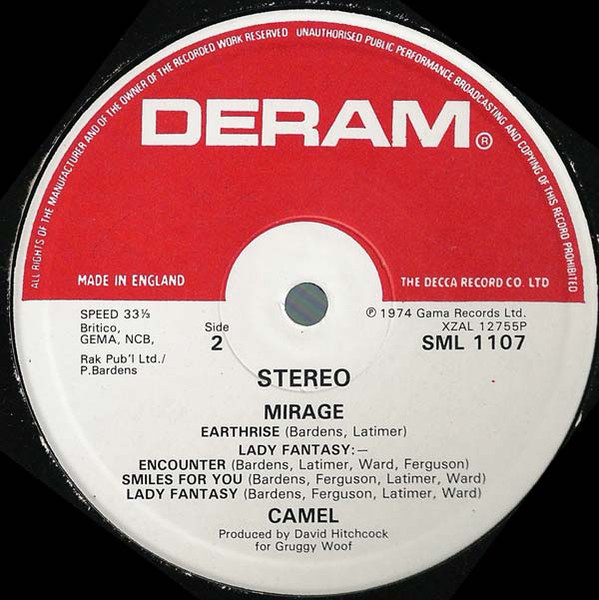 ALL RIGHTS OF THE MANUFACTURER AND OF THE OWNER OF THE RECORDED WORK RESERVED UNAUTHORISED PUBLIC PERFORMANCE BROADCASTING AND COPYING OF THIS RECORD PROHIBITED
DERAM®
MADE IN ENGLAND
THE DECCA RECORD CO. LTD
SPEED 33⅓
Britico,
GEMA, NCB,
Rak Pub'l Ltd./
P.Bardens
Side
2
℗ 1974 Gama Records Ltd.
XZAL 12755P
SML 1107
STEREO
MIRAGE
EARTHRISE (Bardens, Latimer)
LADY FANTASY:—
ENCOUNTER (Bardens, Latimer, Ward, Ferguson)
SMILES FOR YOU (Bardens, Ferguson, Latimer, Ward)
LADY FANTASY (Bardens, Ferguson, Latimer, Ward)
CAMEL
Produced by David Hitchcock
for Gruggy Woof